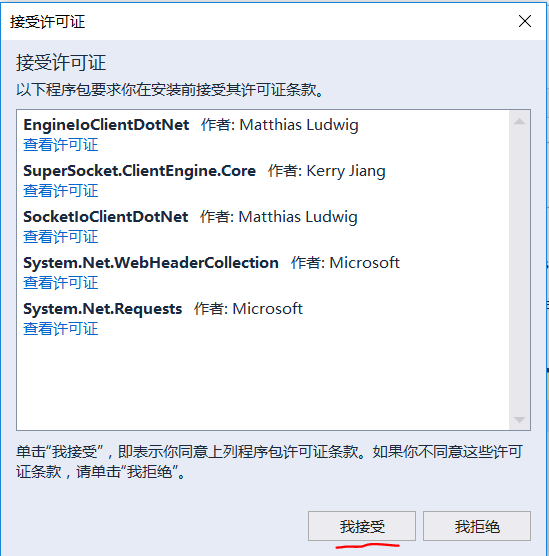 接受许可证
接受许可证
以下程序包要求你在安装前接受其许可证条款。
EngineIoClientDotNet 作者: Matthias Ludwig
查看许可证
SuperSocket.ClientEngine.Core 作者: Kerry Jiang
查看许可证
SocketIoClientDotNet 作者: Matthias Ludwig
查看许可证
System.Net.WebHeaderCollection 作者: Microsoft
查看许可证
System.Net.Requests 作者: Microsoft
查看许可证
单击“我接受”，即表示你同意上列程序包许可证条款。如果你不同意这些许可
证条款，请单击“我拒绝”。
我接受 我拒绝